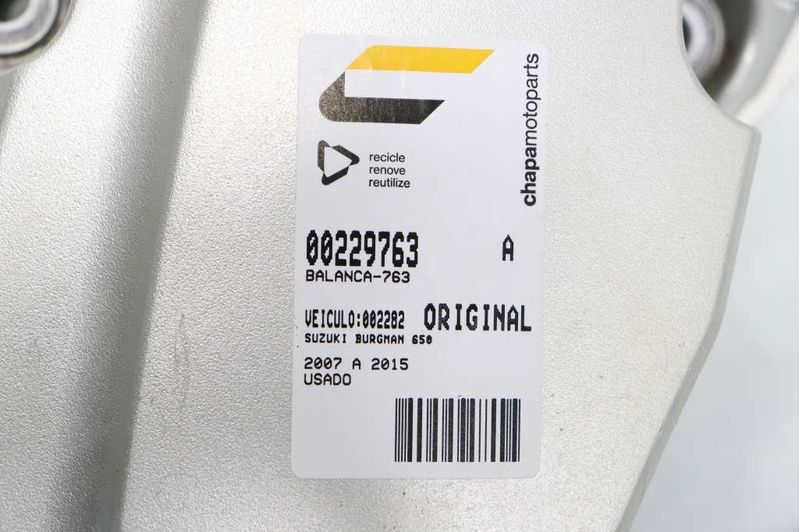 chapamotoparts
recicle
renove
reutilize
00229763 A
BALANCA-763
VEICULO:002282 ORIGINAL
SUZUKI BURGMAN 650
2007 A 2015
USADO